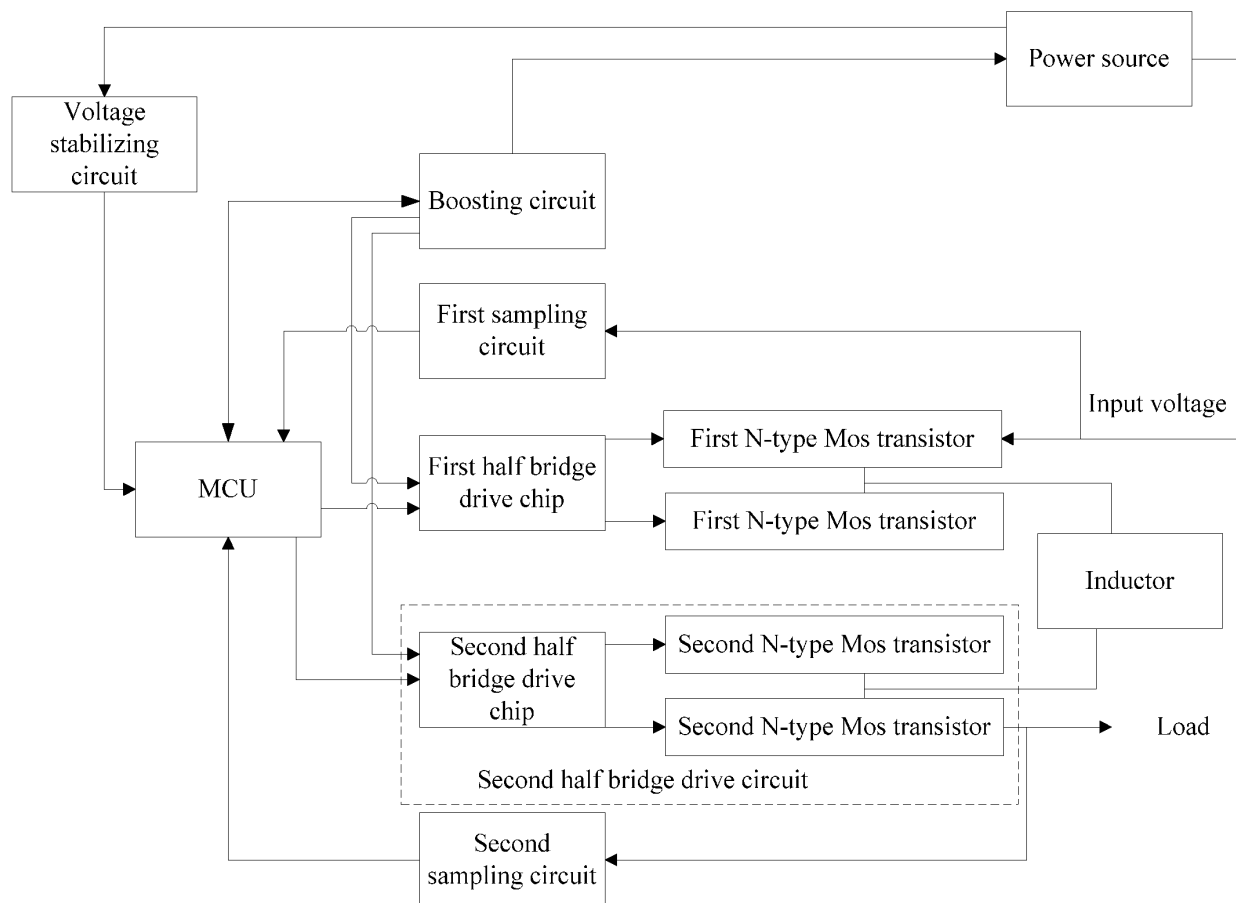 Power source
Voltage
stabilizing
circuit
Boosting circuit
First sampling
circuit
Input voltage
First N-type Mos transistor
MCU
First half bridge
drive chip
First N-type Mos transistor
Inductor
Second half
bridge drive
chip
Second N-type Mos transistor
Second N-type Mos transistor
Load
Second half bridge drive circuit
Second
sampling circuit